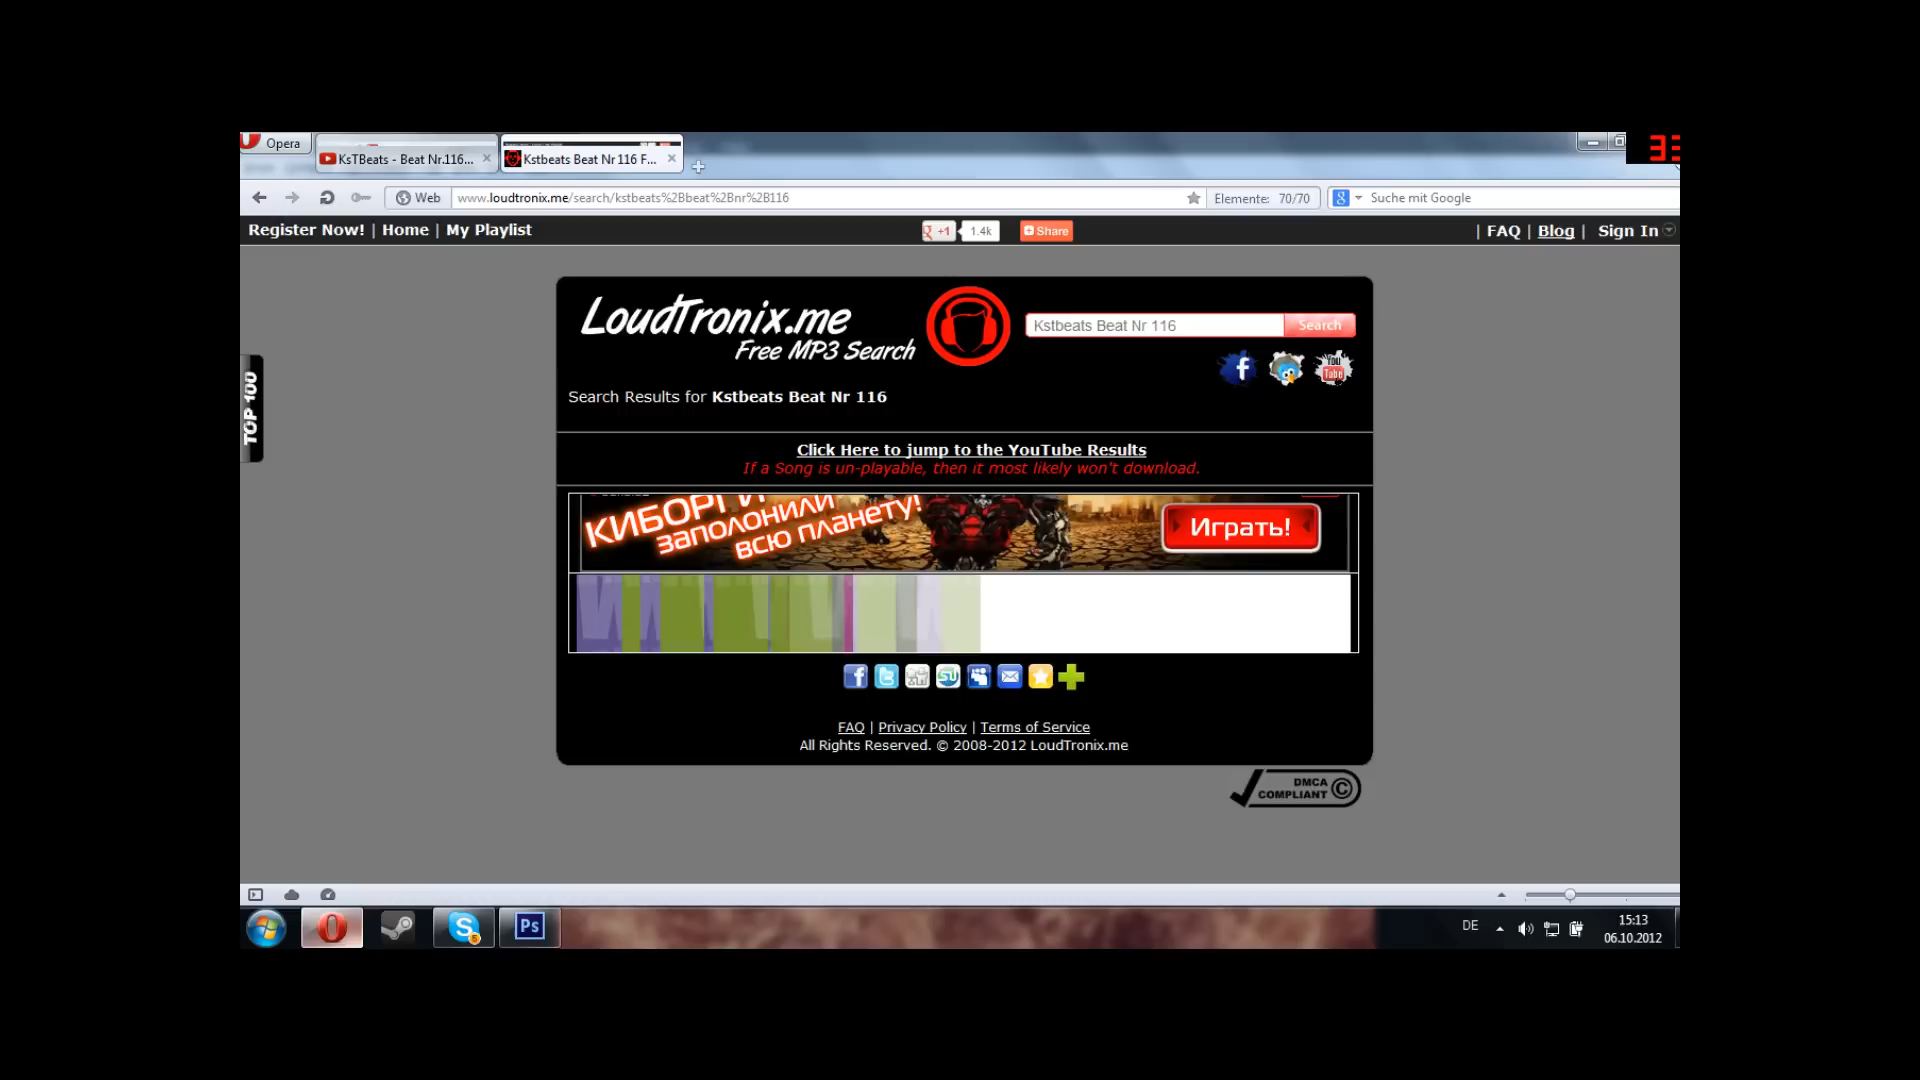 Opera
KsTBeats - Beat Nr.116...
Kstbeats Beat Nr 116 F...
33
Web
www.loudtronix.me/search/kstbeats%2Bbeat%2Bnr%2B116
Elemente: 70/70
Suche mit Google
Register Now! | Home | My Playlist
+1
1.4k
Share
| FAQ | Blog | Sign In
LoudTronix.me
Free MP3 Search
Kstbeats Beat Nr 116
Search
You
Tube
TOP 100
Search Results for Kstbeats Beat Nr 116
Click Here to jump to the YouTube Results
If a Song is un-playable, then it most likely won't download.
КИБОРГИ
ЗАПОЛОНИЛИ
ВСЮ ПЛАНЕТУ!
Играть!
FAQ | Privacy Policy | Terms of Service
All Rights Reserved. © 2008-2012 LoudTronix.me
DMCA
COMPLIANT ©
Ps
DE
15:13
06.10.2012